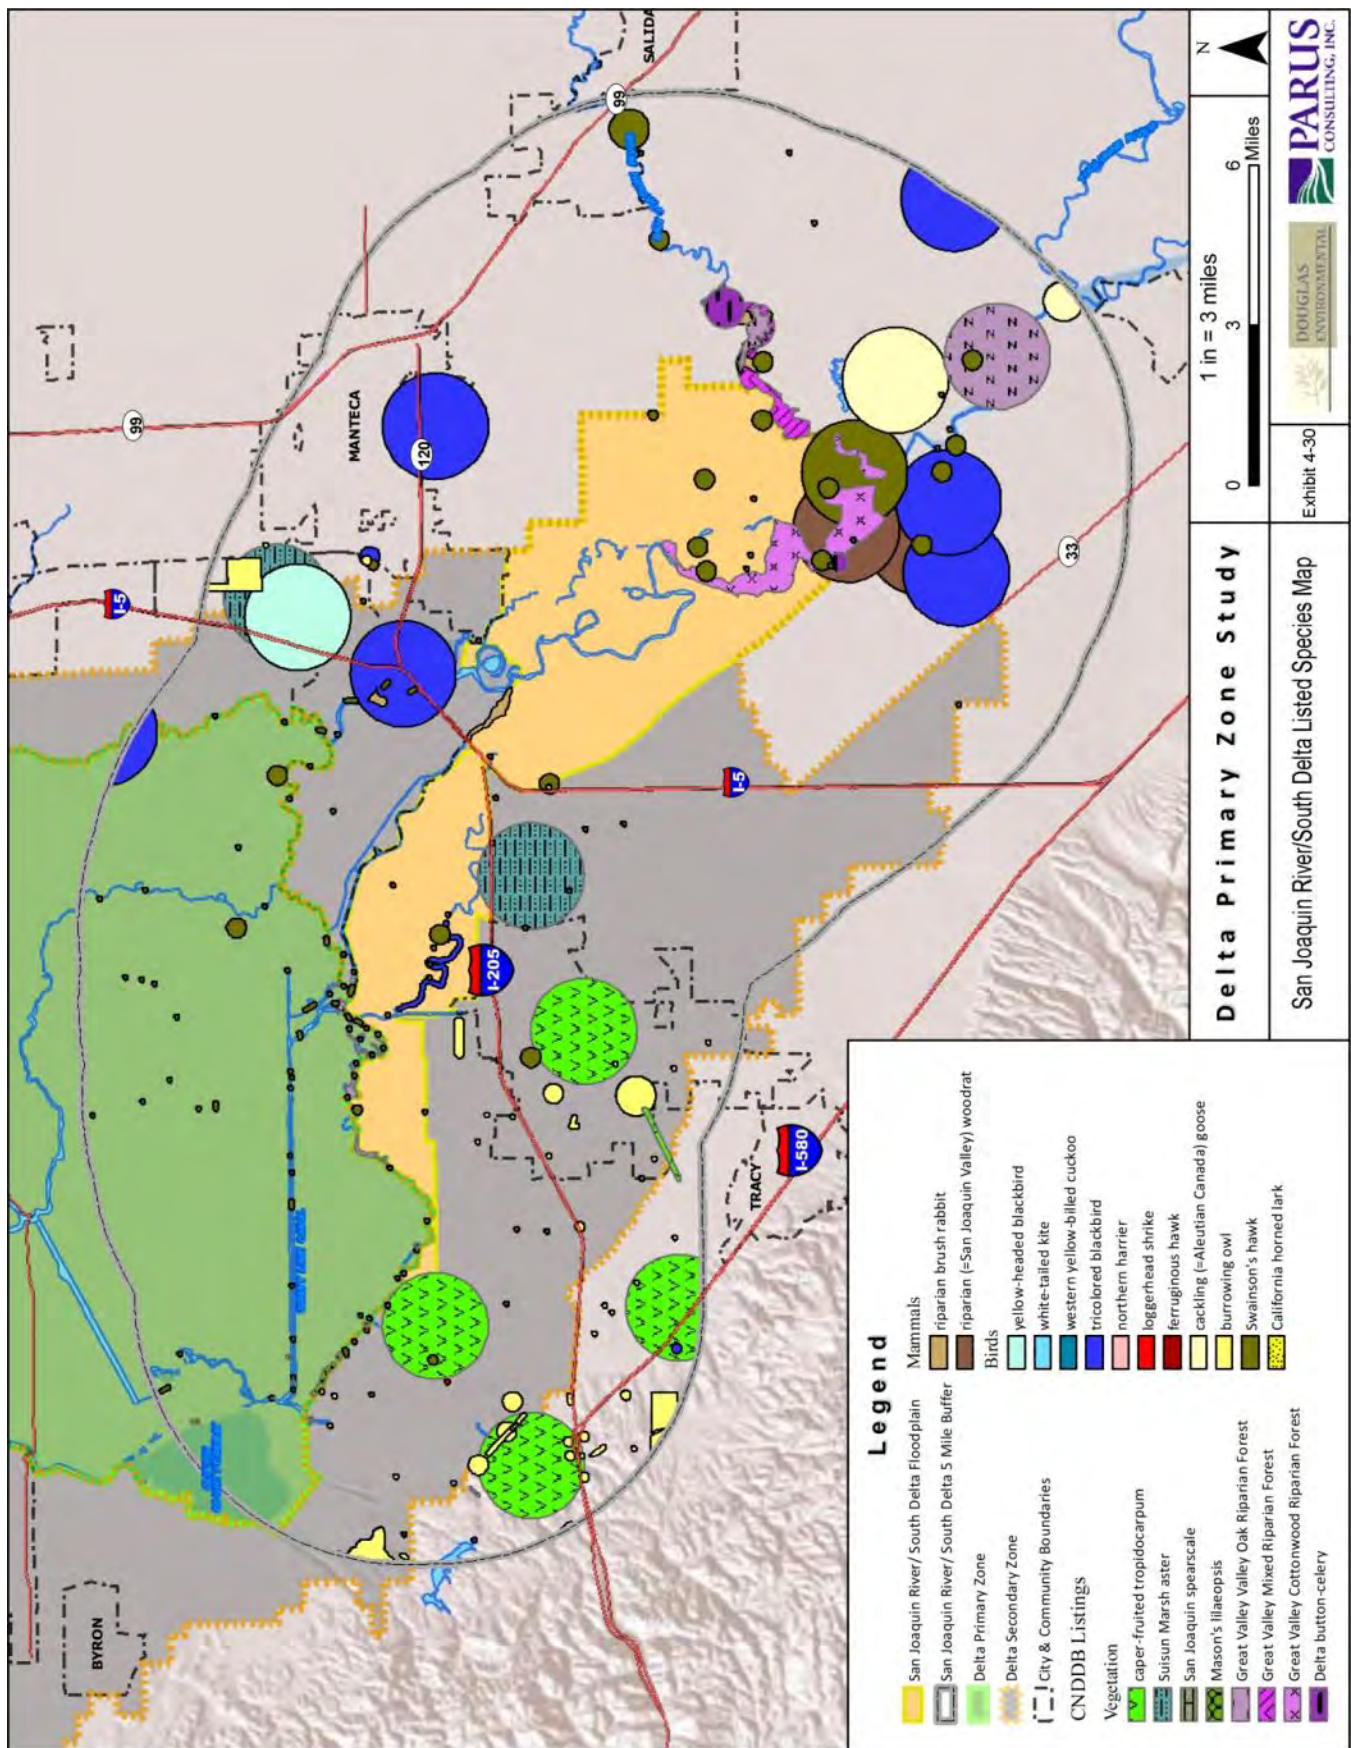 BYRON
TRACY
MANTECA
SALIDA
I-5
I-5
I-205
I-580
99
99
120
33
Legend
San Joaquin River/ South Delta Floodplain
San Joaquin River/ South Delta 5 Mile Buffer
Delta Primary Zone
Delta Secondary Zone
City & Community Boundaries
CNDDB Listings
Vegetation
caper-fruited tropidocarpum
Suisun Marsh aster
San Joaquin spearscale
Mason's lilaeopsis
Great Valley Valley Oak Riparian Forest
Great Valley Mixed Riparian Forest
Great Valley Cottonwood Riparian Forest
Delta button-celery
Mammals
riparian brush rabbit
riparian (=San Joaquin Valley) woodrat
Birds
yellow-headed blackbird
white-tailed kite
western yellow-billed cuckoo
tricolored blackbird
northern harrier
loggerhead shrike
ferruginous hawk
cackling (=Aleutian Canada) goose
burrowing owl
Swainson's hawk
California horned lark
Delta Primary Zone Study
San Joaquin River/South Delta Listed Species Map
1 in = 3 miles
0 3 6
Miles
N
Exhibit 4-30
DOUGLAS
ENVIRONMENTAL
PARUS
CONSULTING, INC.